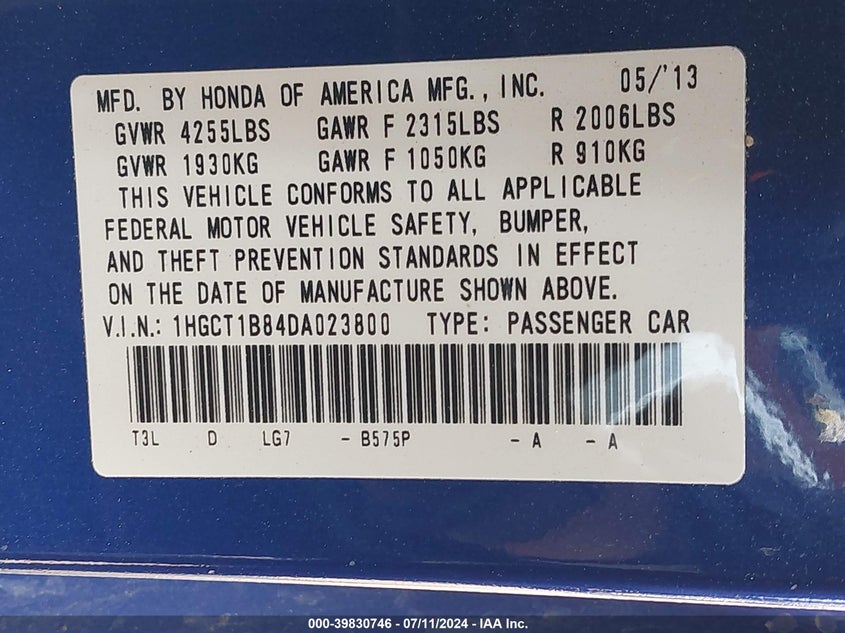 MFD. BY HONDA OF AMERICA MFG., INC. 05/'13
GVWR 4255LBS GAWR F 2315LBS R 2006LBS
GVWR 1930KG GAWR F 1050KG R 910KG
THIS VEHICLE CONFORMS TO ALL APPLICABLE
FEDERAL MOTOR VEHICLE SAFETY, BUMPER,
AND THEFT PREVENTION STANDARDS IN EFFECT
ON THE DATE OF MANUFACTURE SHOWN ABOVE.
V.I.N.: 1HGCT1B84DA023800 TYPE: PASSENGER CAR
T3L D LG7 - B575P - A - A
000-39830746 - 07/11/2024 - IAA Inc.